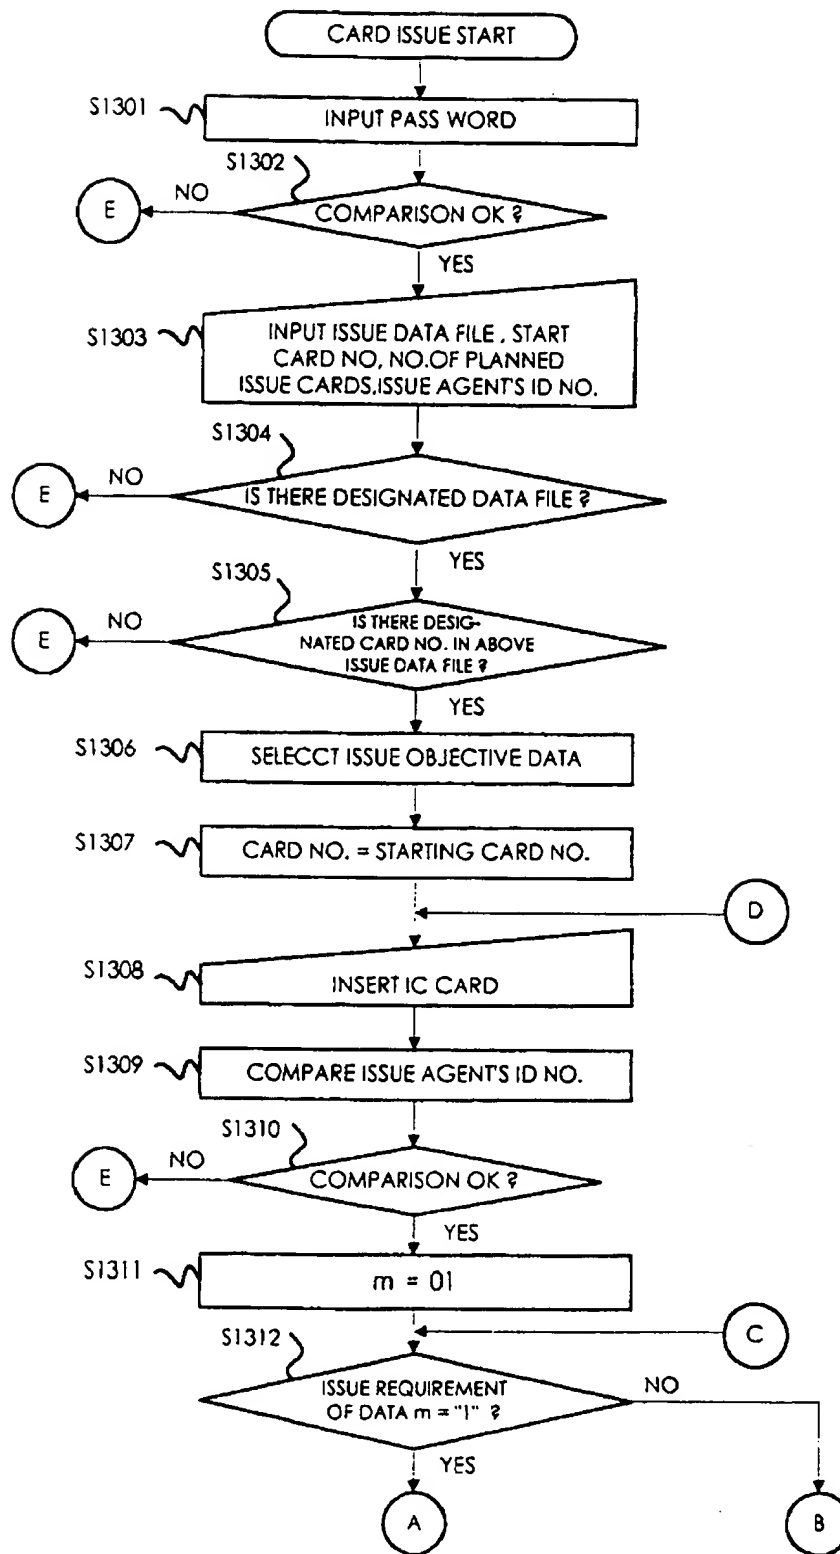 CARD ISSUE START
S1301
INPUT PASS WORD
S1302
NO
E
COMPARISON OK ?
YES
S1303
INPUT ISSUE DATA FILE, START
CARD NO, NO.OF PLANNED
ISSUE CARDS,ISSUE AGENT'S ID NO.
S1304
NO
E
IS THERE DESIGNATED DATA FILE ?
YES
S1305
NO
E
IS THERE DESIG-
NATED CARD NO. IN ABOVE
ISSUE DATA FILE ?
YES
S1306
SELECCT ISSUE OBJECTIVE DATA
S1307
CARD NO. = STARTING CARD NO.
D
S1308
INSERT IC CARD
S1309
COMPARE ISSUE AGENT'S ID NO.
S1310
NO
E
COMPARISON OK ?
YES
S1311
m = 01
C
S1312
ISSUE REQUIREMENT
OF DATA m = "1" ?
NO
YES
A
B